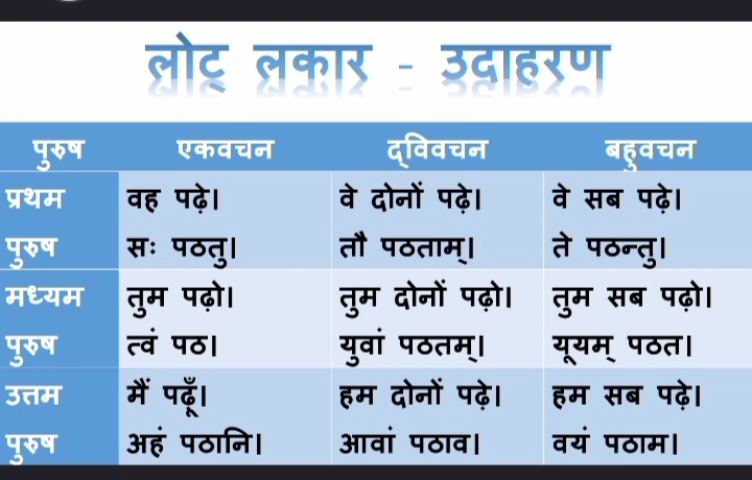 लोट् लकार - उदाहरण
पुरुष एकवचन द्विवचन बहुवचन
प्रथम वह पढ़े। वे दोनों पढ़े। वे सब पढ़े।
पुरुष सः पठतु। तौ पठताम्। ते पठन्तु।
मध्यम तुम पढ़ो। तुम दोनों पढ़ो। तुम सब पढ़ो।
पुरुष त्वं पठ। युवां पठतम्। यूयम् पठत।
उत्तम मैं पढ़ूँ। हम दोनों पढ़े। हम सब पढ़े।
पुरुष अहं पठानि। आवां पठाव। वयं पठाम।